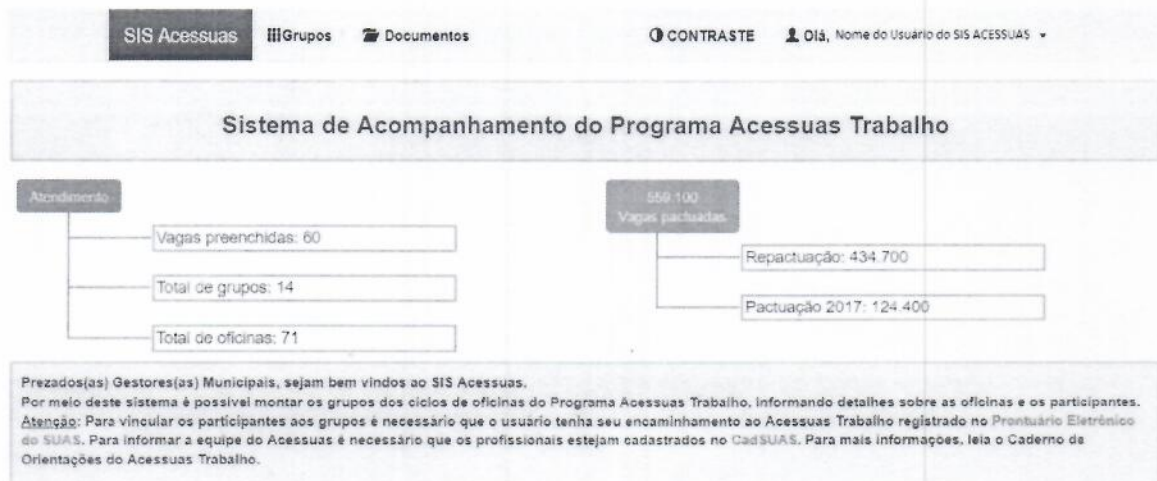 SIS Acessuas Grupos Documentos CONTRASTE Olá, Nome do Usuário do SIS ACESSUAS
Sistema de Acompanhamento do Programa Acessuas Trabalho
Atendimento
Vagas preenchidas: 60
Total de grupos: 14
Total de oficinas: 71
559.100
Vagas pactuadas
Repactuação: 434.700
Pactuação 2017: 124.400
Prezados(as) Gestores(as) Municipais, sejam bem vindos ao SIS Acessuas.
Por meio deste sistema é possível montar os grupos dos ciclos de oficinas do Programa Acessuas Trabalho, informando detalhes sobre as oficinas e os participantes.
Atenção: Para vincular os participantes aos grupos é necessário que o usuário tenha seu encaminhamento ao Acessuas Trabalho registrado no Prontuário Eletrônico
do SUAS. Para informar a equipe do Acessuas é necessário que os profissionais estejam cadastrados no CadSUAS. Para mais informações, leia o Caderno de
Orientações do Acessuas Trabalho.